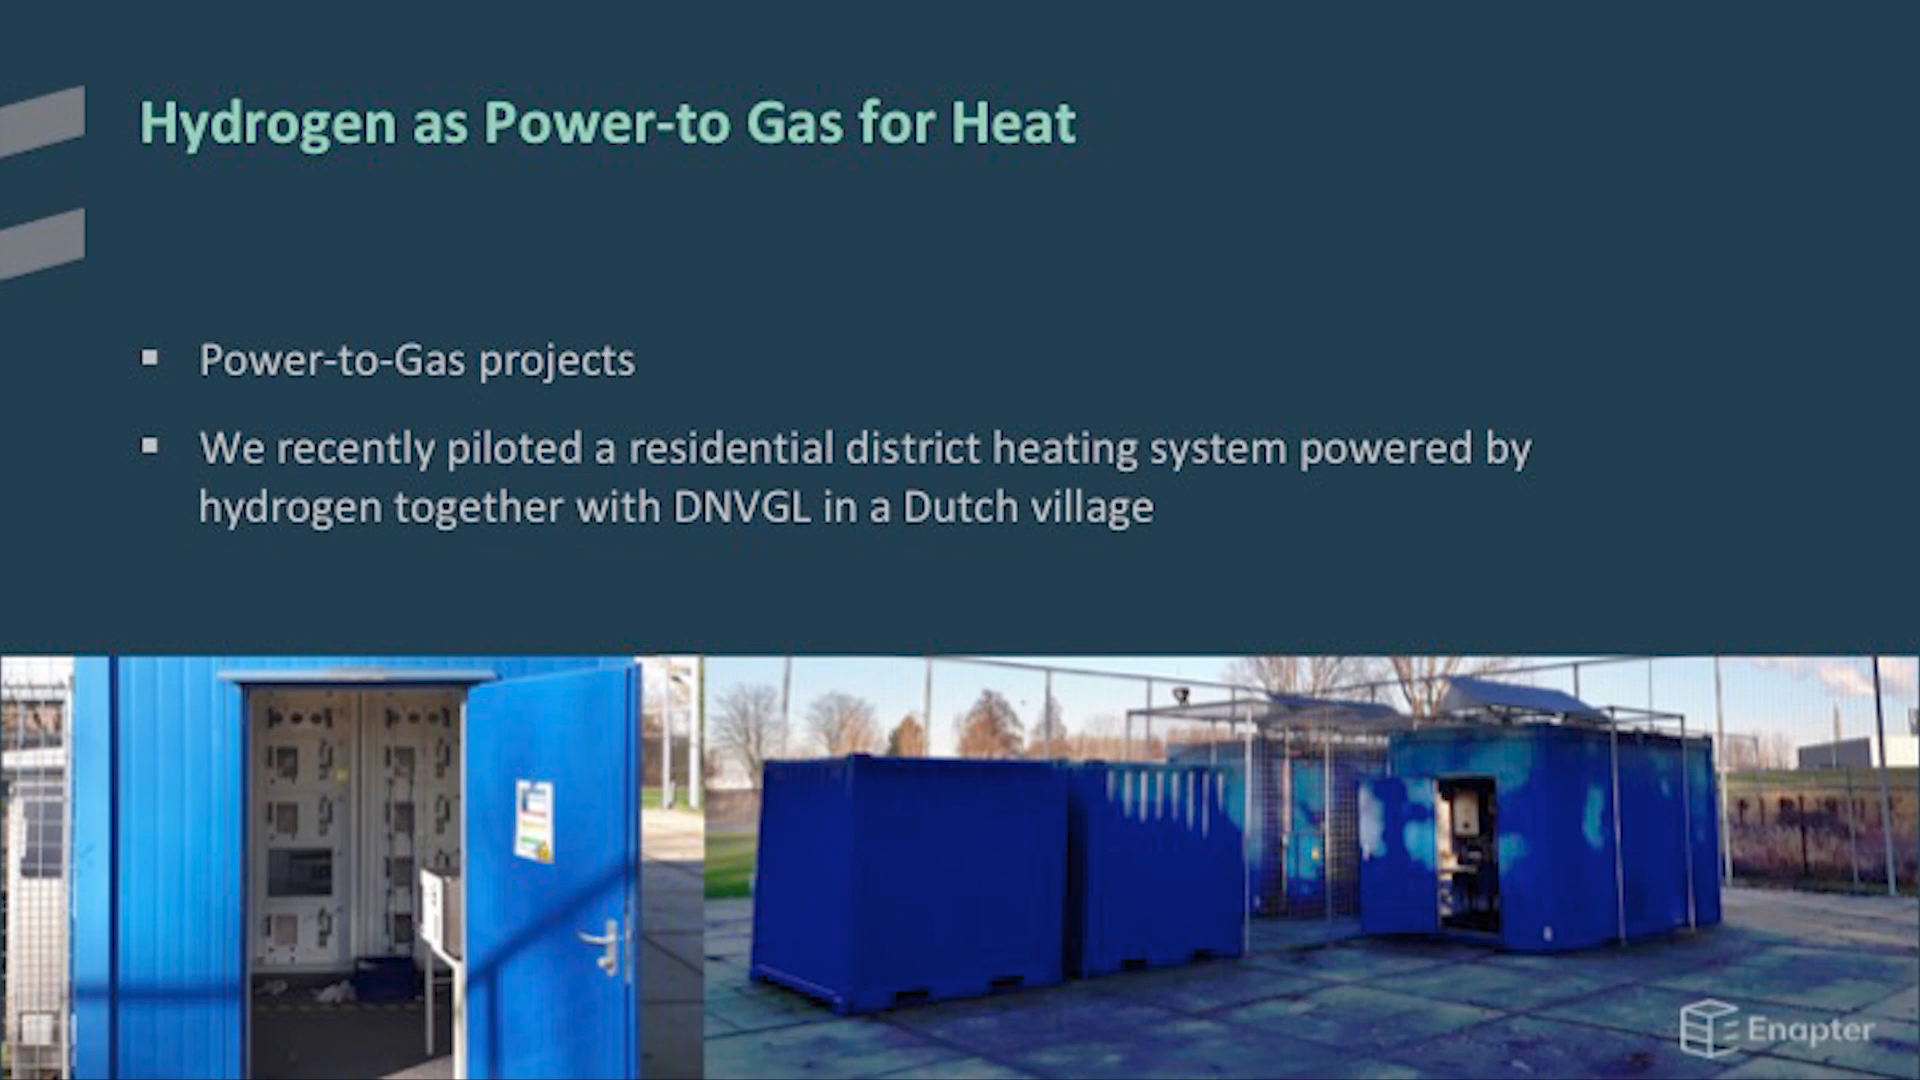 Hydrogen as Power-to Gas for Heat
▪ Power-to-Gas projects
▪ We recently piloted a residential district heating system powered by
hydrogen together with DNVGL in a Dutch village
Enapter